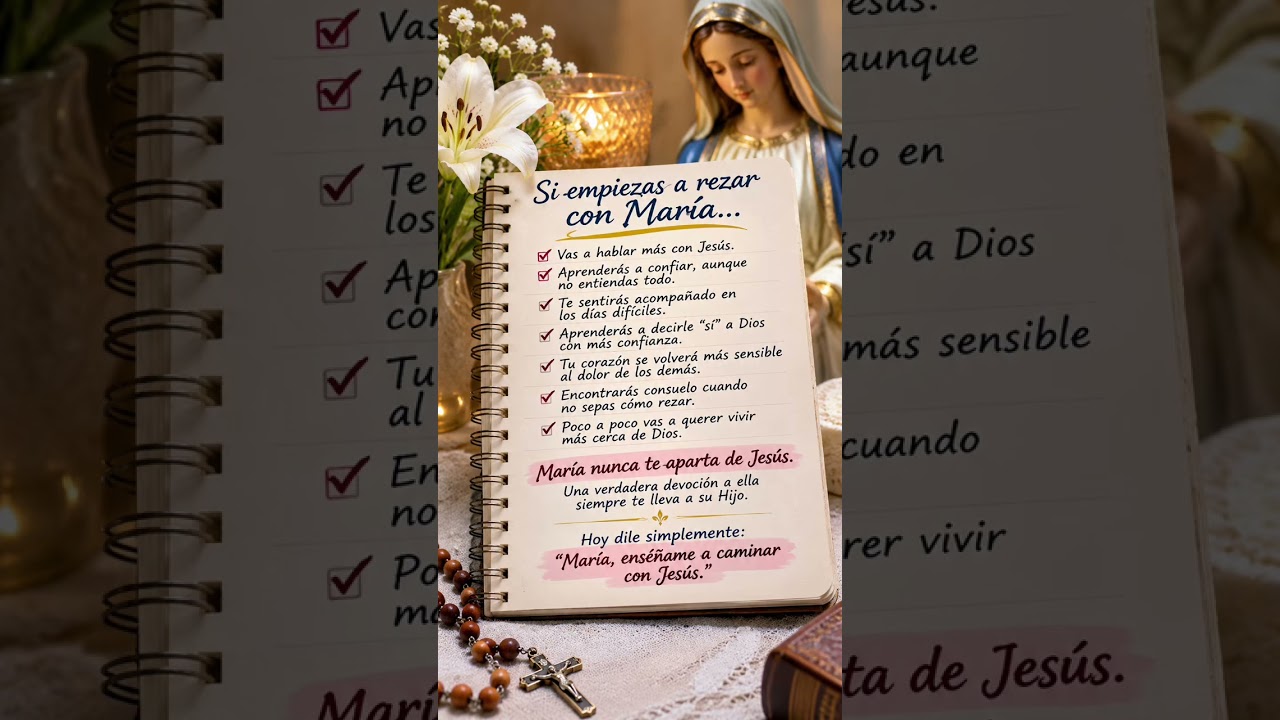 Si empiezas a rezar
con María...
Vas a hablar más con Jesús.
Aprenderás a confiar, aunque
no entiendas todo.
Te sentirás acompañado en
los días difíciles.
Aprenderás a decirle “sí” a Dios
con más confianza.
Tu corazón se volverá más sensible
al dolor de los demás.
Encontrarás consuelo cuando
no sepas cómo rezar.
Poco a poco vas a querer vivir
más cerca de Dios.
María nunca te aparta de Jesús.
Una verdadera devoción a ella
siempre te lleva a su Hijo.
Hoy dile simplemente:
“María, enséñame a caminar
con Jesús.”